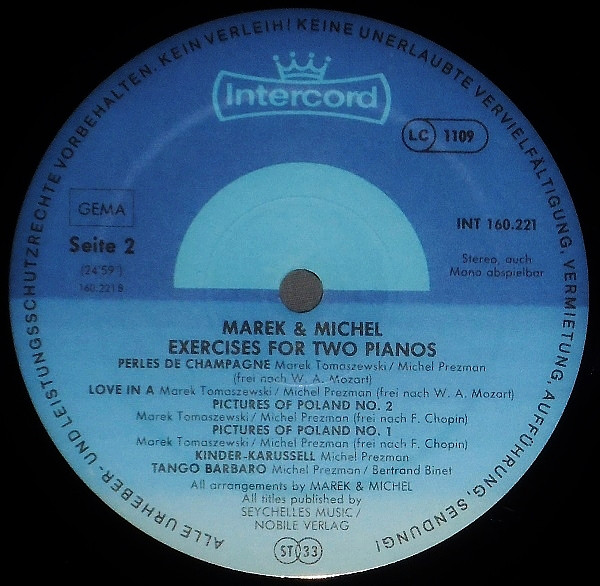 ALLE URHEBER- UND LEISTUNGSSCHUTZRECHTE VORBEHALTEN. KEIN VERLEIH! KEINE UNERLAUBTE VERVIELFÄLTIGUNG, VERMIETUNG, AUFFÜHRUNG, SENDUNG!
Intercord
LC 1109
GEMA
INT 160.221
Seite 2
(24'59")
160.221 B
Stereo, auch
Mono abspielbar
MAREK & MICHEL
EXERCISES FOR TWO PIANOS
PERLES DE CHAMPAGNE Marek Tomaszewski / Michel Prezman
(frei nach W. A. Mozart)
LOVE IN A Marek Tomaszewski / Michel Prezman (frei nach W. A. Mozart)
PICTURES OF POLAND NO. 2
Marek Tomaszewski / Michel Prezman (frei nach F. Chopin)
PICTURES OF POLAND NO. 1
Marek Tomaszewski / Michel Prezman (frei nach F. Chopin)
KINDER-KARUSSELL Michel Prezman
TANGO BARBARO Michel Prezman / Bertrand Binet
All arrangements by MAREK & MICHEL
All titles published by
SEYCHELLES MUSIC /
NOBILE VERLAG
ST 33